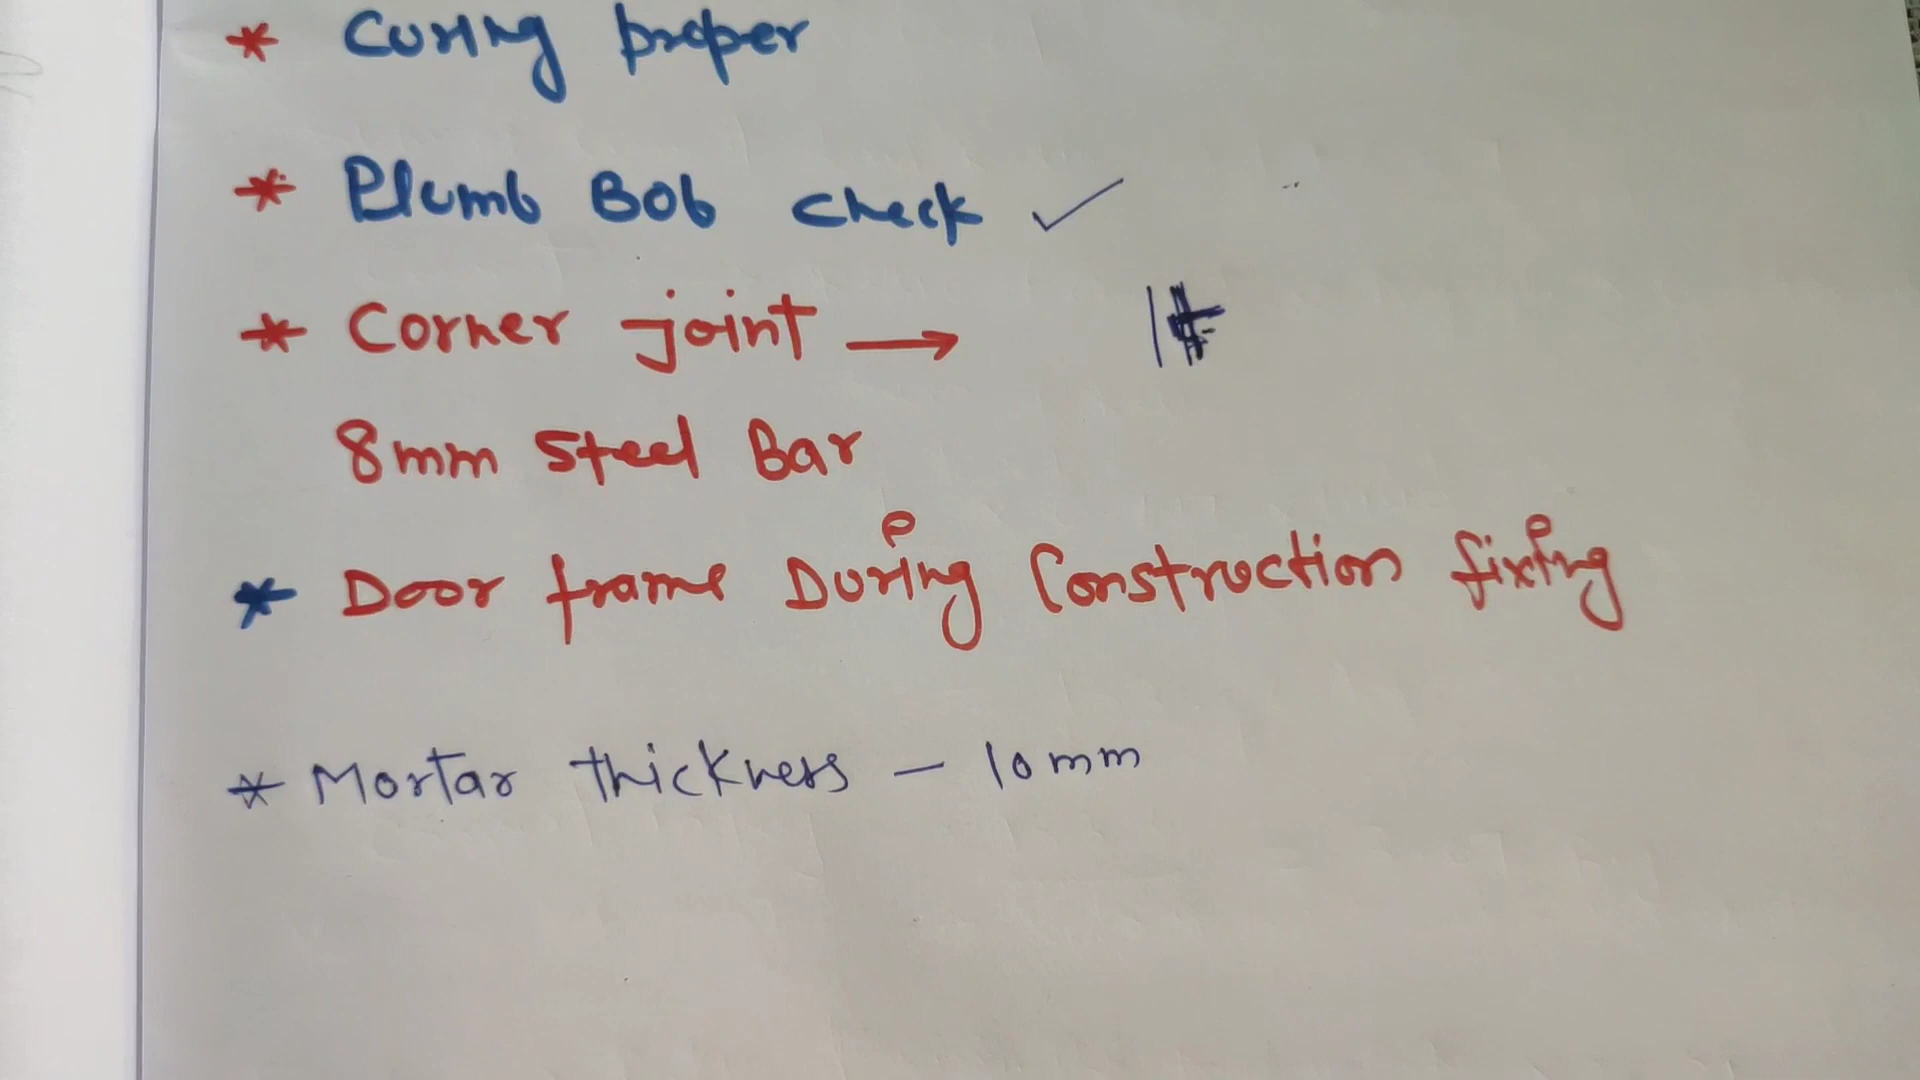 * Curing proper
* Plumb Bob check ✓
* Corner joint →
8mm Steel Bar
* Door frame During Construction fixing
* Mortar thickness - 10mm